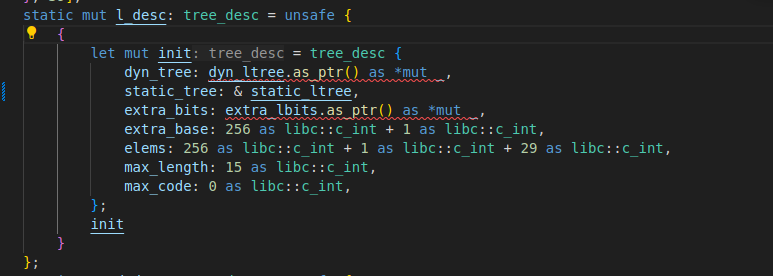 static mut l_desc: tree_desc = unsafe {
{
let mut init: tree_desc = tree_desc {
dyn_tree: dyn_ltree.as_ptr() as *mut _,
static_tree: & static_ltree,
extra_bits: extra_lbits.as_ptr() as *mut _,
extra_base: 256 as libc::c_int + 1 as libc::c_int,
elems: 256 as libc::c_int + 1 as libc::c_int + 29 as libc::c_int,
max_length: 15 as libc::c_int,
max_code: 0 as libc::c_int,
};
init
}
};